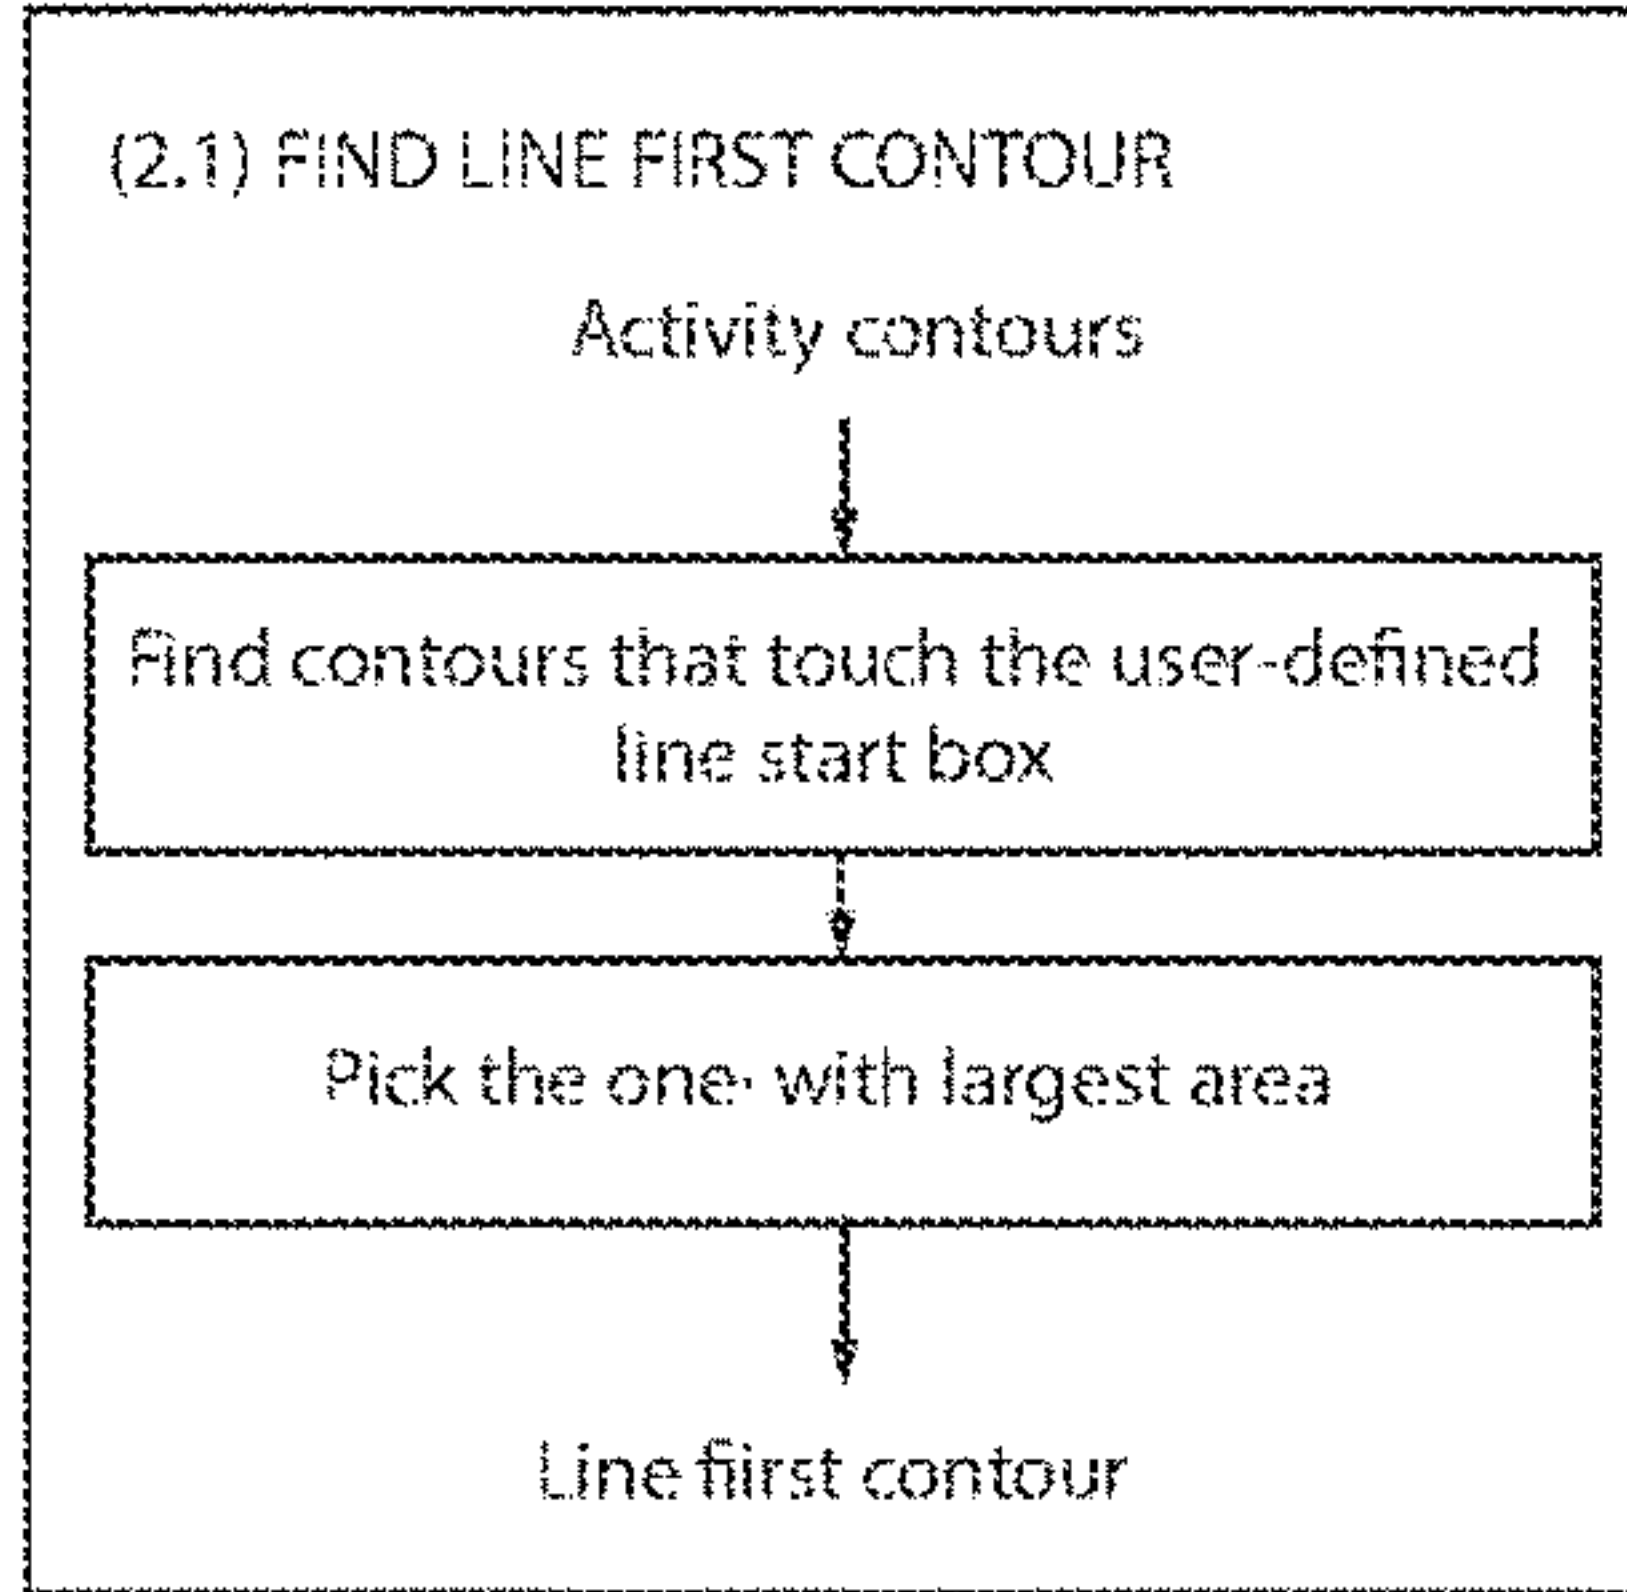 (2.1) FIND LINE FIRST CONTOUR
Activity contours
Find contours that touch the user-defined
line start box
Pick the one with largest area
Line fiirst contour